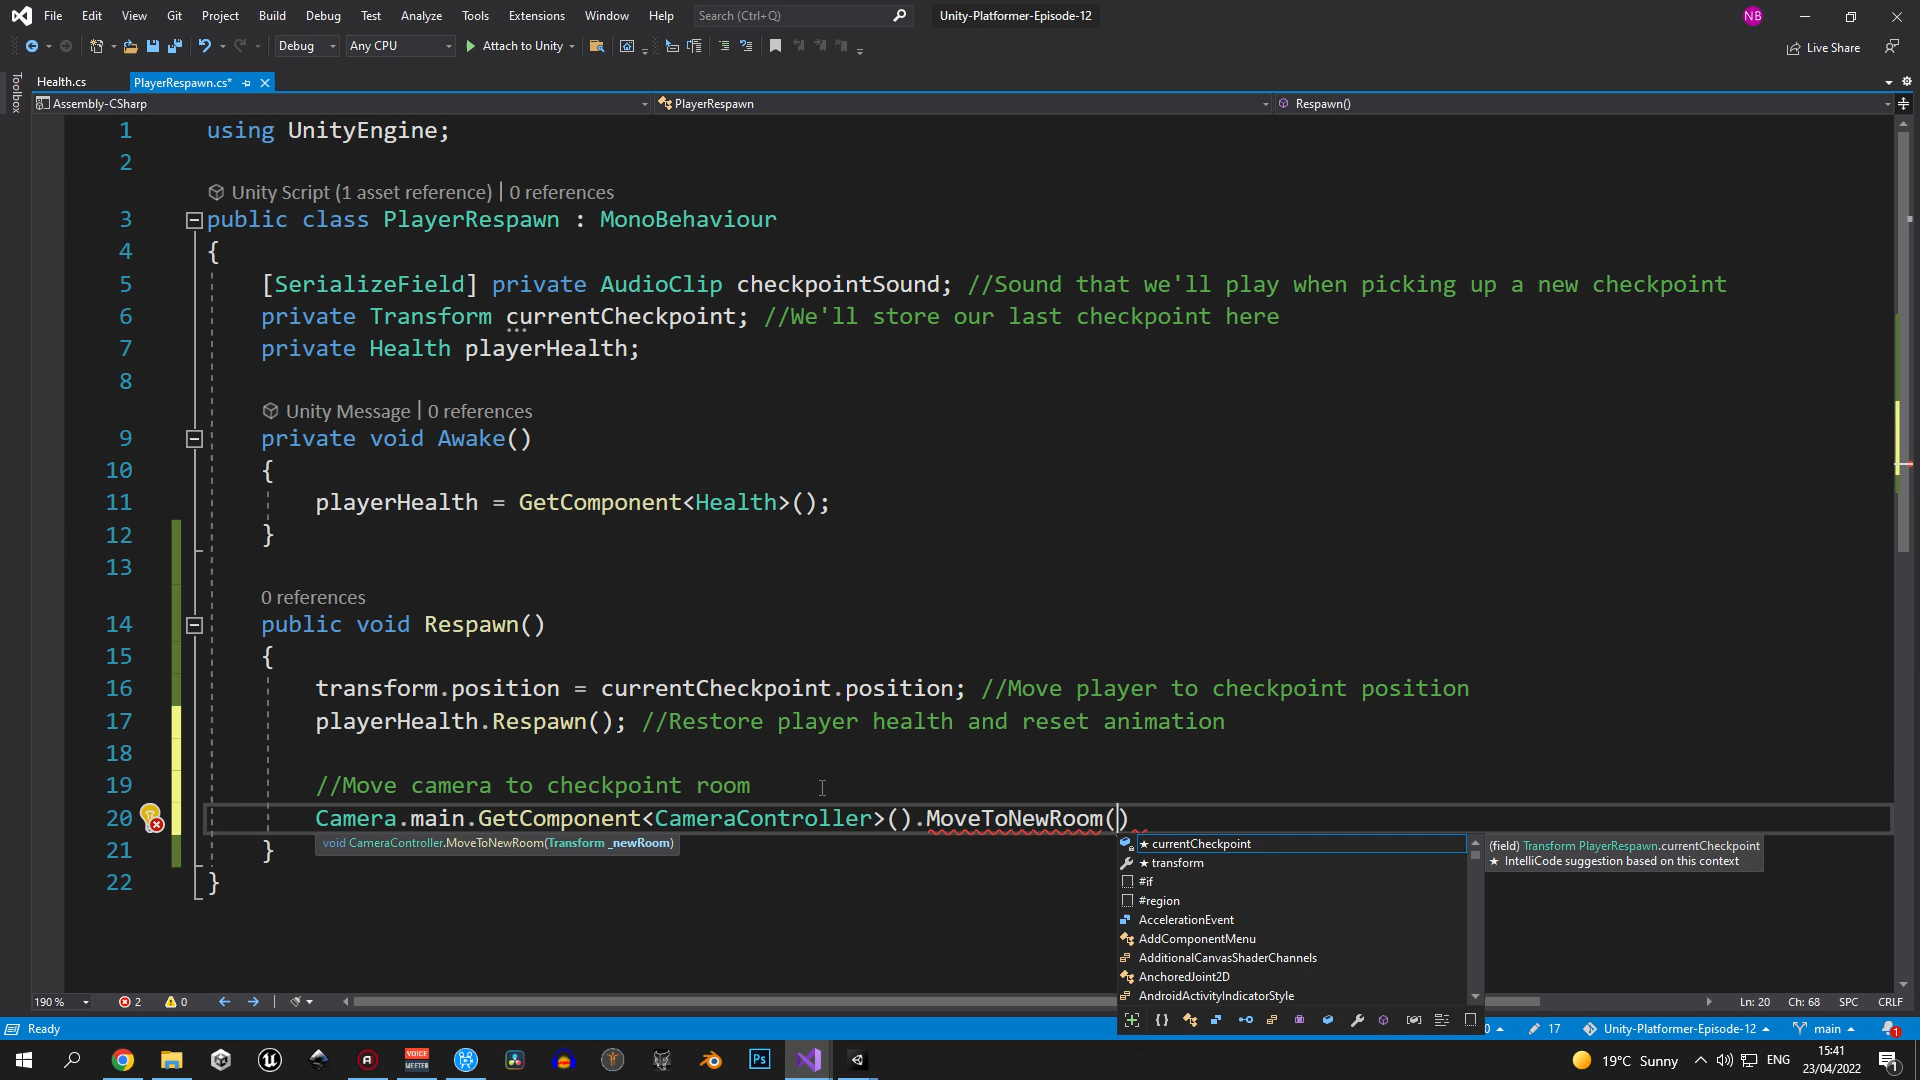 File Edit View Git Project Build Debug Test Analyze Tools Extensions Window Help Search (Ctrl+Q) Unity-Platformer-Episode-12 NB
Debug Any CPU Attach to Unity Live Share
Toolbox
Health.cs PlayerRespawn.cs*
Assembly-CSharp PlayerRespawn Respawn()
1 using UnityEngine;
2
Unity Script (1 asset reference) | 0 references
3 public class PlayerRespawn : MonoBehaviour
4 {
5 [SerializeField] private AudioClip checkpointSound; //Sound that we'll play when picking up a new checkpoint
6 private Transform currentCheckpoint; //We'll store our last checkpoint here
7 private Health playerHealth;
8
Unity Message | 0 references
9 private void Awake()
10 {
11 playerHealth = GetComponent<Health>();
12 }
13
0 references
14 public void Respawn()
15 {
16 transform.position = currentCheckpoint.position; //Move player to checkpoint position
17 playerHealth.Respawn(); //Restore player health and reset animation
18
19 //Move camera to checkpoint room
20 Camera.main.GetComponent<CameraController>().MoveToNewRoom()
void CameraController.MoveToNewRoom(Transform _newRoom)
21 }
22 }
★ currentCheckpoint
★ transform
#if
#region
AccelerationEvent
AddComponentMenu
AdditionalCanvasShaderChannels
AnchoredJoint2D
AndroidActivityIndicatorStyle
(field) Transform PlayerRespawn.currentCheckpoint
★ IntelliCode suggestion based on this context
190 % 2 0 Ln: 20 Ch: 68 SPC CRLF
Ready 0 17 Unity-Platformer-Episode-12 main 1
VOICE MEETER Ps 19°C Sunny ENG 15:41
23/04/2022 1